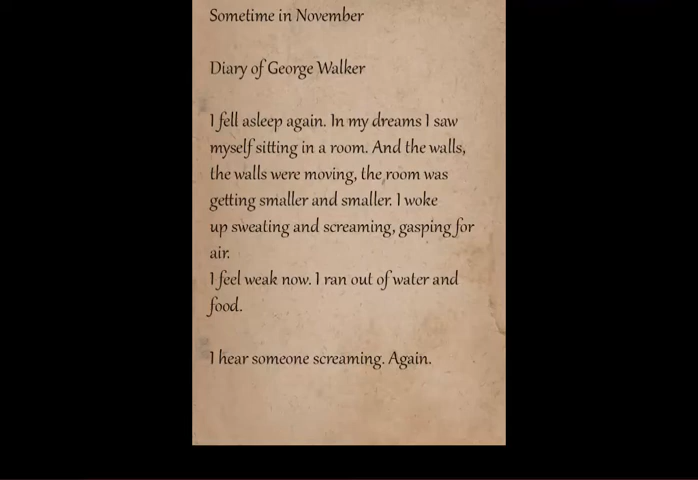 Sometime in November
Diary of George Walker
I fell asleep again. In my dreams I saw
myself sitting in a room. And the walls,
the walls were moving, the room was
getting smaller and smaller. I woke
up sweating and screaming, gasping for
air.
I feel weak now. I ran out of water and
food.
I hear someone screaming. Again.